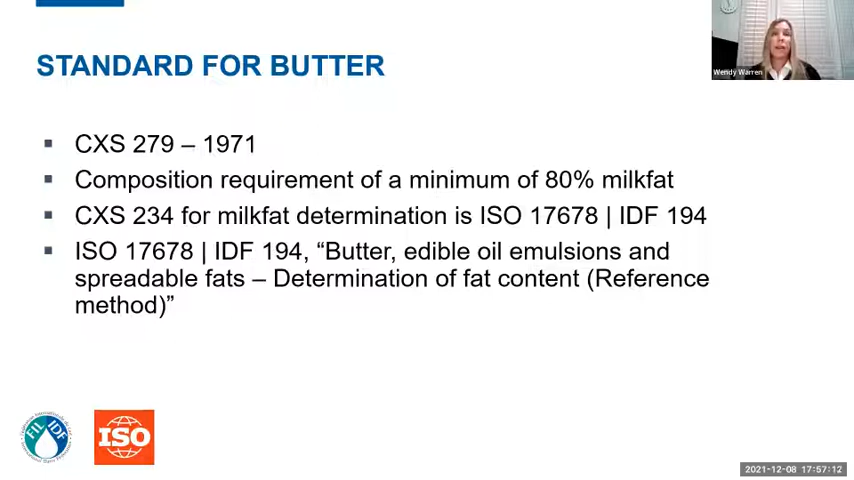 Wendy Warren
STANDARD FOR BUTTER
CXS 279 – 1971
Composition requirement of a minimum of 80% milkfat
CXS 234 for milkfat determination is ISO 17678 | IDF 194
ISO 17678 | IDF 194, “Butter, edible oil emulsions and
spreadable fats – Determination of fat content (Reference
method)”
FIL IDF
ISO
2021-12-08 17:57:12